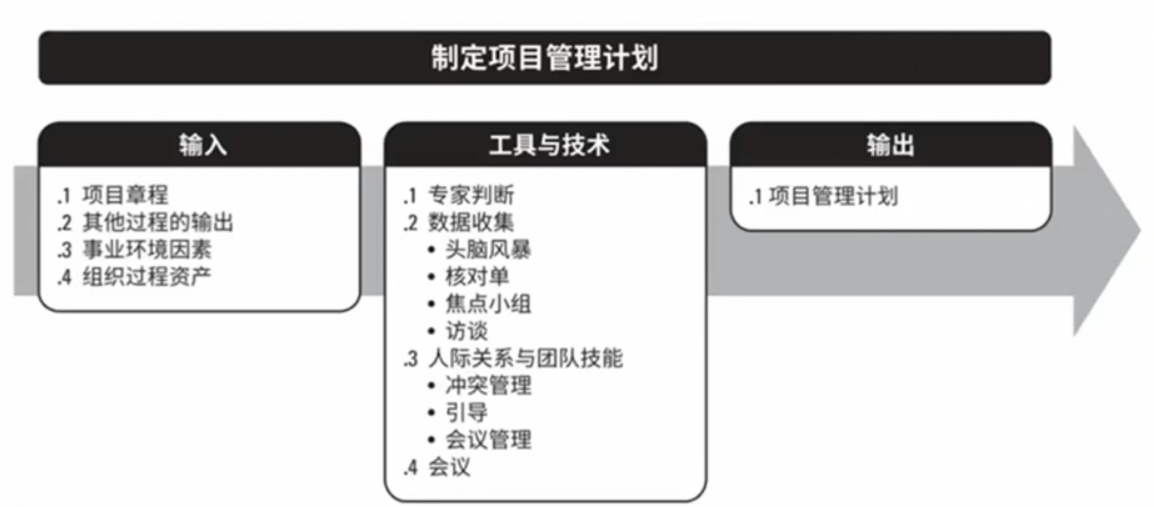 制定项目管理计划
输入
.1 项目章程
.2 其他过程的输出
.3 事业环境因素
.4 组织过程资产
工具与技术
.1 专家判断
.2 数据收集
• 头脑风暴
• 核对单
• 焦点小组
• 访谈
.3 人际关系与团队技能
• 冲突管理
• 引导
• 会议管理
.4 会议
输出
.1 项目管理计划